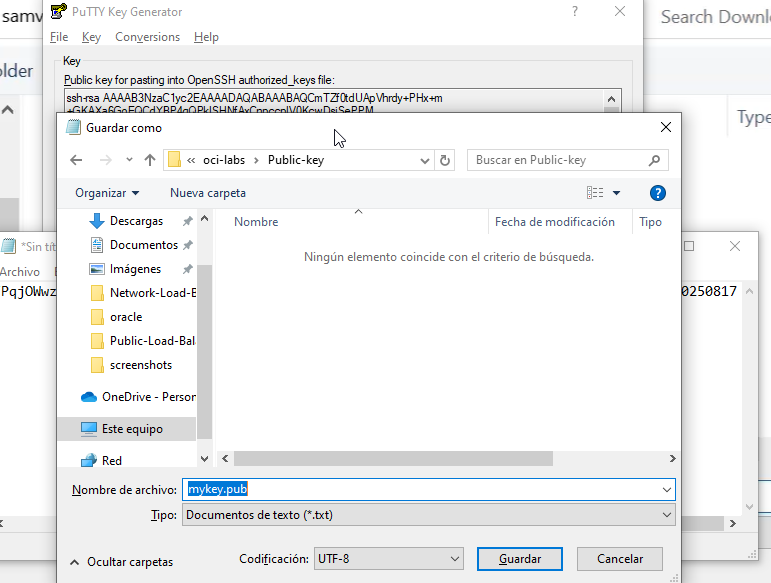 samv
PuTTY Key Generator
Search Downlo
File Key Conversions Help
older
Key
Public key for pasting into OpenSSH authorized_keys file:
Type
ssh-rsa AAAAB3NzaC1yc2EAAAADAQABAAABAQCmTZf0tdUApVhrdy+PHx+m
Guardar como
« oci-labs > Public-key
Buscar en Public-key
Organizar
Nueva carpeta
Descargas
Documentos
Imágenes
Network-Load-B
oracle
Public-Load-Bal
screenshots
OneDrive - Person
Este equipo
Red
Nombre
Fecha de modificación
Tipo
Ningún elemento coincide con el criterio de búsqueda.
*Sin tít
Archivo
PqjOWwz
0250817
Nombre de archivo: mykey.pub
Tipo: Documentos de texto (*.txt)
Ocultar carpetas
Codificación: UTF-8
Guardar
Cancelar